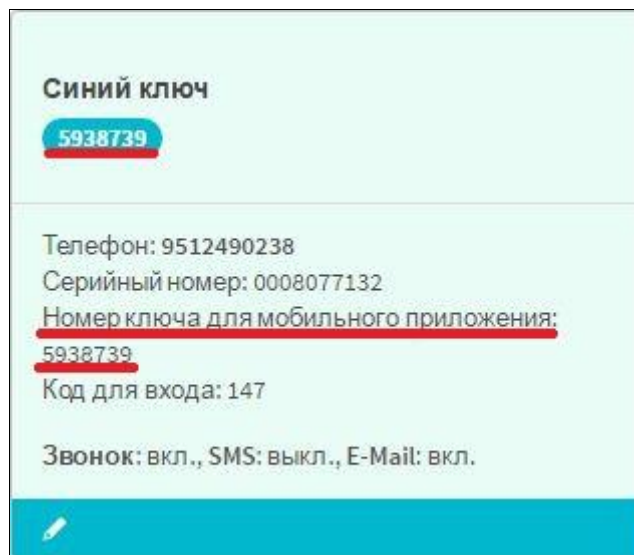 Синий ключ
5938739
Телефон: 9512490238
Серийный номер: 0008077132
Номер ключа для мобильного приложения:
5938739
Код для входа: 147
Звонок: вкл., SMS: выкл., E-Mail: вкл.